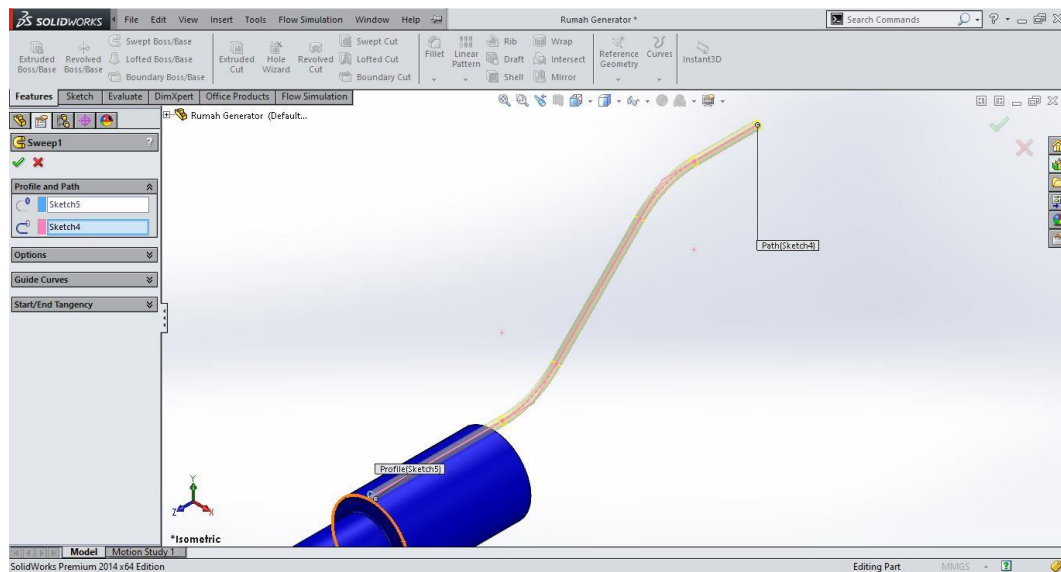 SOLIDWORKS File Edit View Insert Tools Flow Simulation Window Help Rumah Generator * Search Commands
Extruded Boss/Base
Revolved Boss/Base
Swept Boss/Base
Lofted Boss/Base
Boundary Boss/Base
Extruded Cut
Hole Wizard
Revolved Cut
Swept Cut
Lofted Cut
Boundary Cut
Fillet
Linear Pattern
Rib
Draft
Shell
Wrap
Intersect
Mirror
Reference Geometry
Curves
Instant3D
Features Sketch Evaluate DimXpert Office Products Flow Simulation
Rumah Generator (Default...
Sweep1 ?
Profile and Path
Sketch5
Sketch4
Options
Guide Curves
Start/End Tangency
Path(Sketch4)
Profile(Sketch5)
Y
Z X
*Isometric
Model Motion Study 1
SolidWorks Premium 2014 x64 Edition Editing Part MMGS